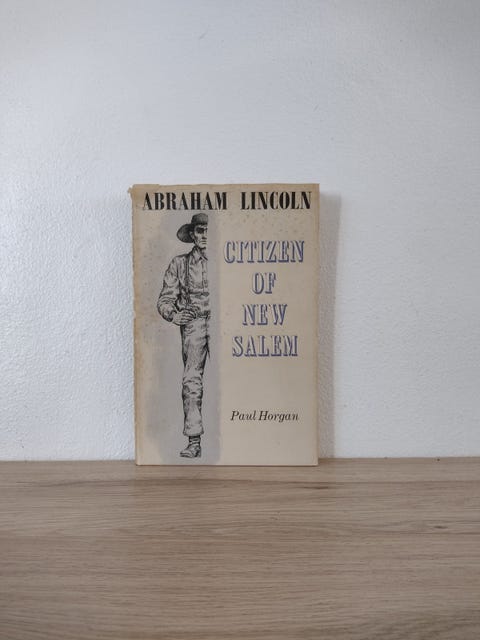 ABRAHAM LINCOLN
CITIZEN
OF
NEW
SALEM
Paul Horgan